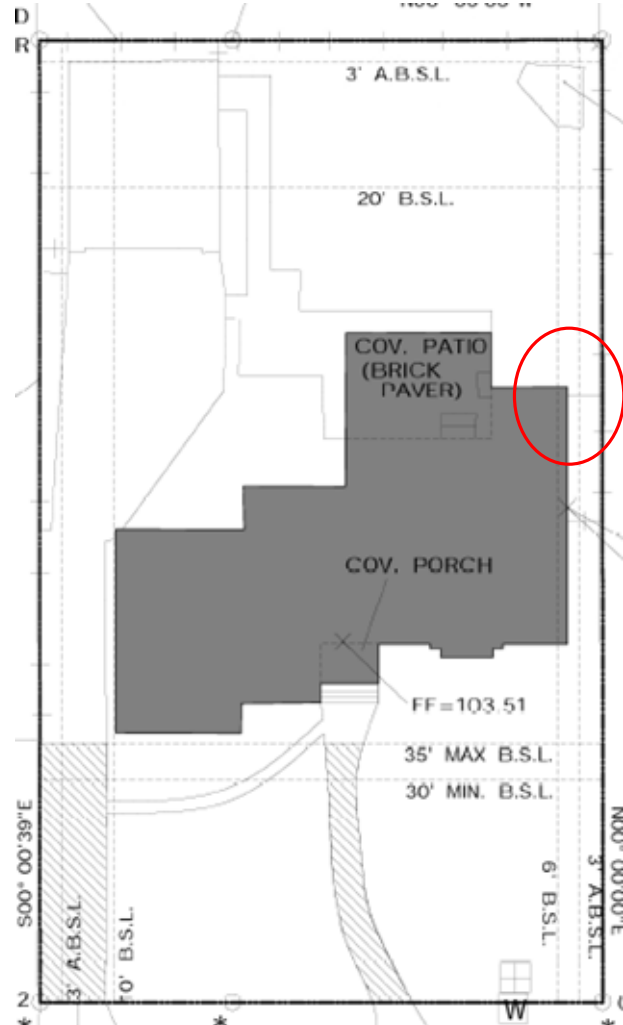 D
R
3' A.B.S.L.
20' B.S.L.
COV. PATIO
(BRICK
PAVER)
COV. PORCH
FF=103.51
35' MAX B.S.L.
30' MIN. B.S.L.
S00° 00'39"E
3' A.B.S.L.
10' B.S.L.
6' B.S.L.
3' A.B.S.L.
N00° 00'00"E
2
W
*
*
*